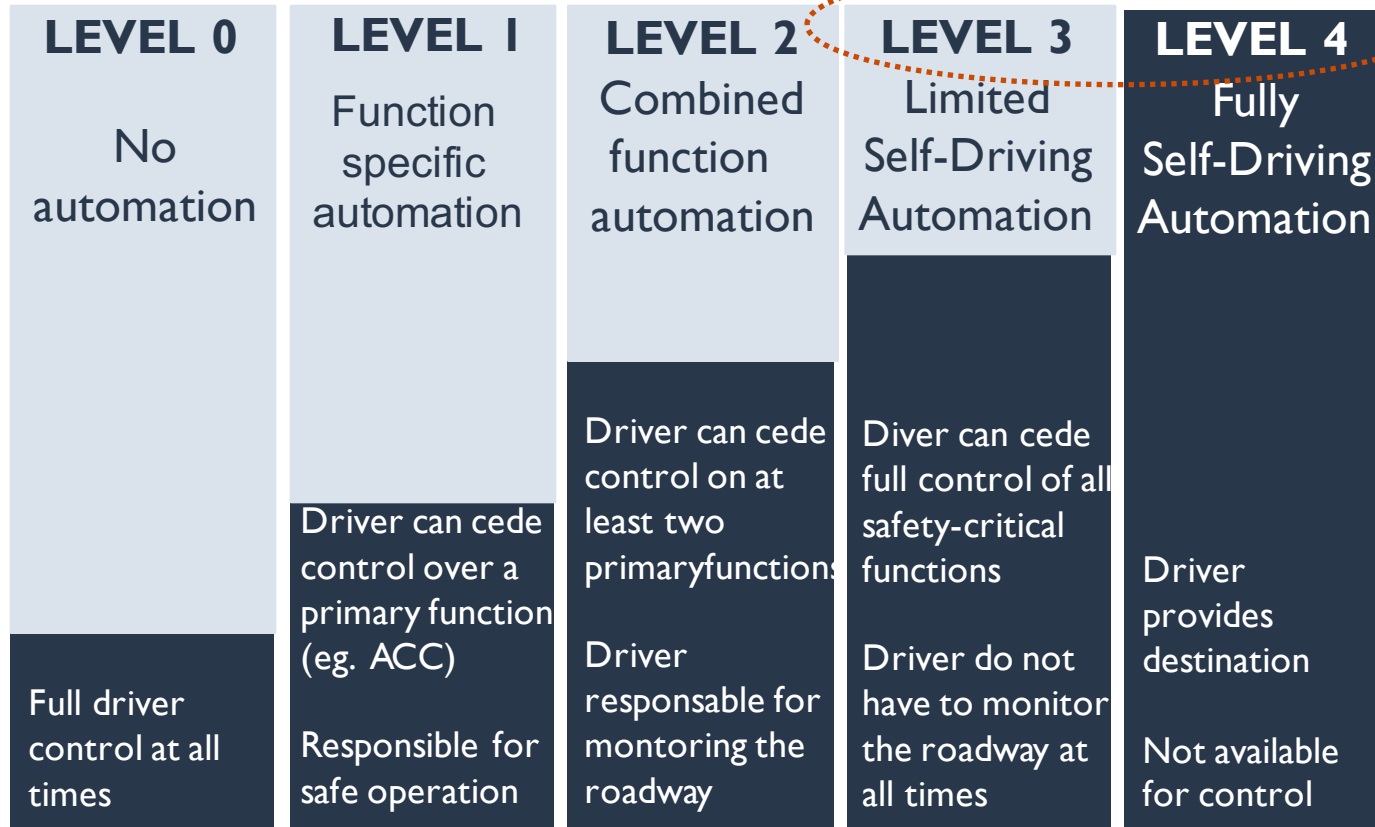 LEVEL 0
No
automation
Full driver
control at all
times
LEVEL I
Function
specific
automation
Driver can cede
control over a
primary function
(eg. ACC)
Responsible for
safe operation
LEVEL 2
Combined
function
automation
Driver can cede
control on at
least two
primaryfunctions
Driver
responsable for
montoring the
roadway
LEVEL 3
Limited
Self-Driving
Automation
Diver can cede
full control of all
safety-critical
functions
Driver do not
have to monitor
the roadway at
all times
LEVEL 4
Fully
Self-Driving
Automation
Driver
provides
destination
Not available
for control